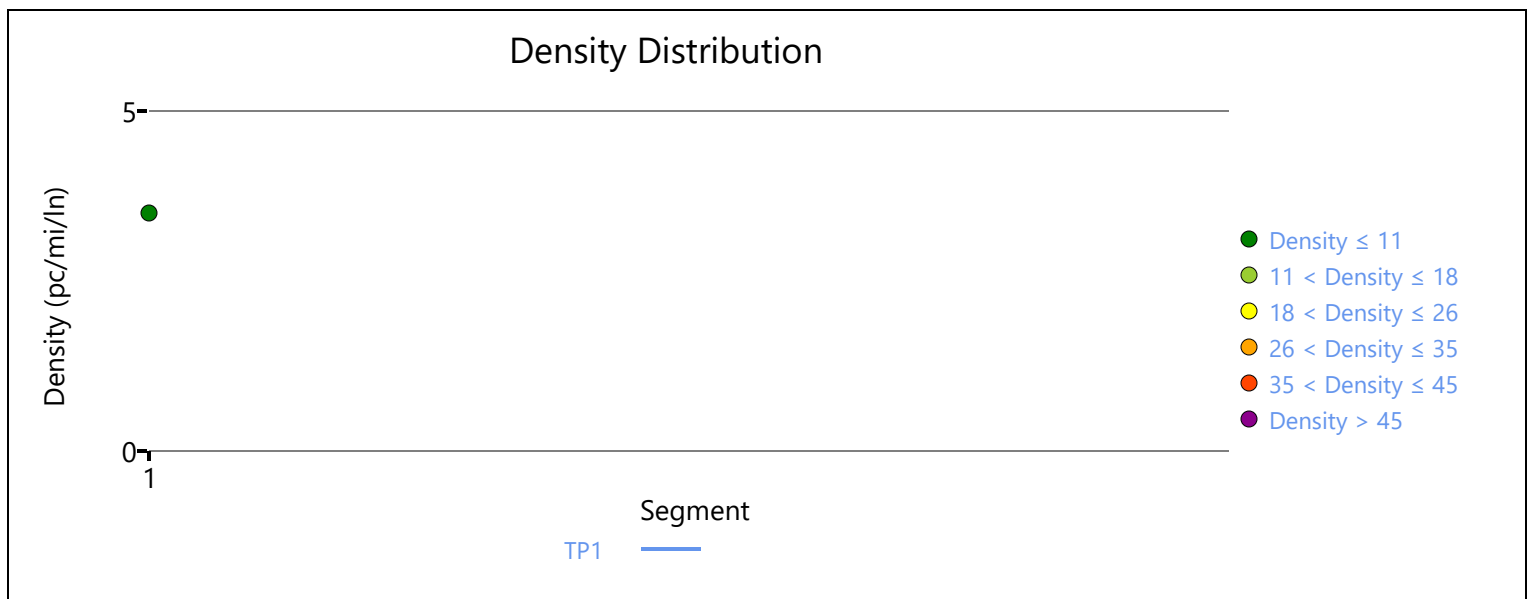 Density Distribution
5
Density (pc/mi/ln)
0
1
Segment
TP1
Density ≤ 11
11 < Density ≤ 18
18 < Density ≤ 26
26 < Density ≤ 35
35 < Density ≤ 45
Density > 45